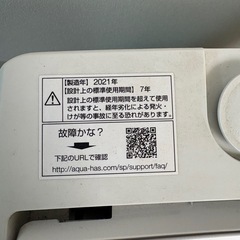 【製造年】2021年
【設計上の標準使用期間】7年
設計上の標準使用期間を超えて使用
されますと、経年劣化による発火・
けが等の事故に至る恐れがあります。
故障かな?
下記のURLで確認
http://aqua-has.com/sp/support/faq/